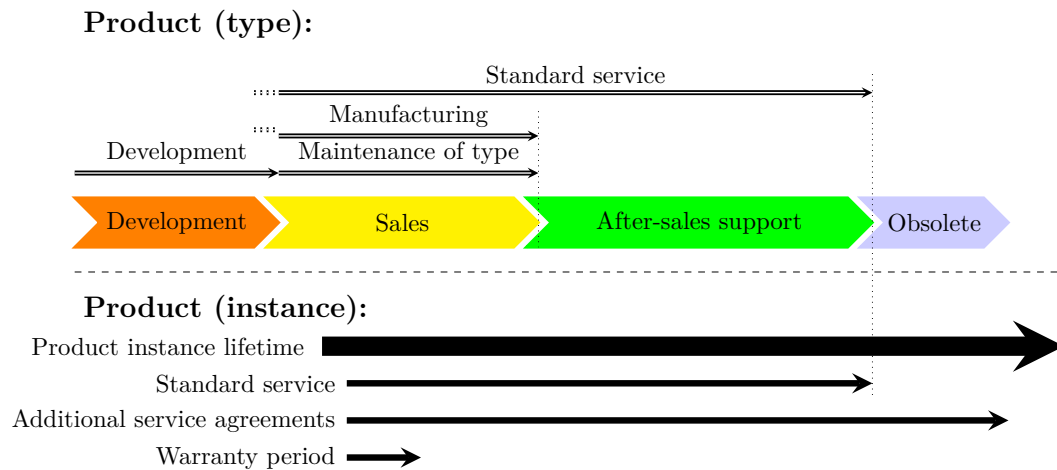 Product (type):
Standard service
Manufacturing
Development
Maintenance of type
Development
Sales
After-sales support
Obsolete
Product (instance):
Product instance lifetime
Standard service
Additional service agreements
Warranty period